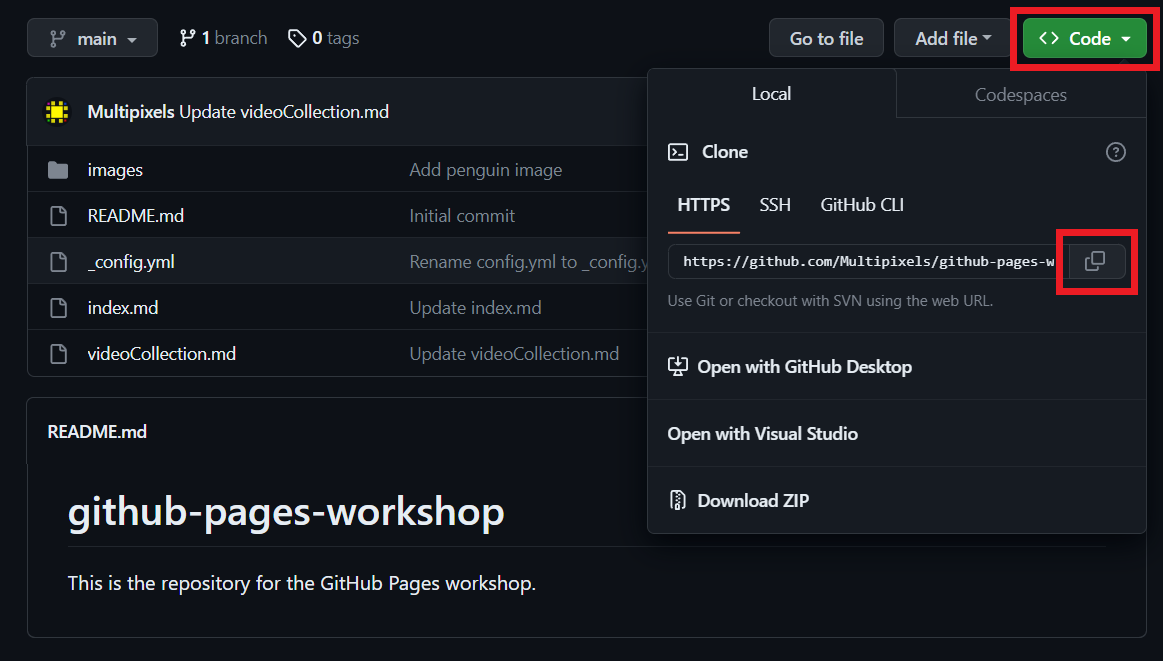 main 1 branch 0 tags Go to file Add file Code
Local Codespaces
Multipixels Update videoCollection.md
Clone
images Add penguin image
HTTPS SSH GitHub CLI
README.md Initial commit
_config.yml Rename config.yml to _config.y
https://github.com/Multipixels/github-pages-w
Use Git or checkout with SVN using the web URL.
index.md Update index.md
videoCollection.md Update videoCollection.md
Open with GitHub Desktop
Open with Visual Studio
Download ZIP
README.md
github-pages-workshop
This is the repository for the GitHub Pages workshop.